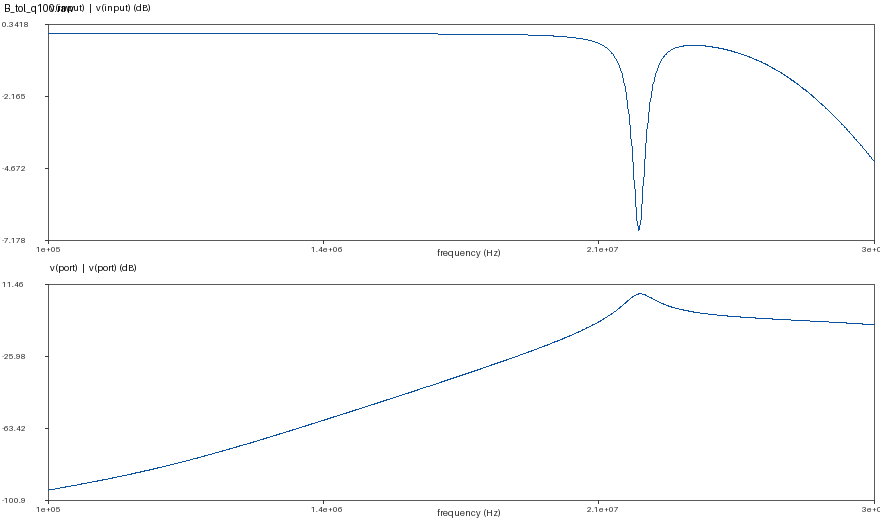 B_tol_q100.raw
v(input) | v(input) (dB)
0.3418
-2.165
-4.672
-7.178
1e+05
1.4e+06
2.1e+07
3e+0
frequency (Hz)
v(port) | v(port) (dB)
11.46
-25.98
-63.42
-100.9
1e+05
1.4e+06
2.1e+07
3e+0
frequency (Hz)